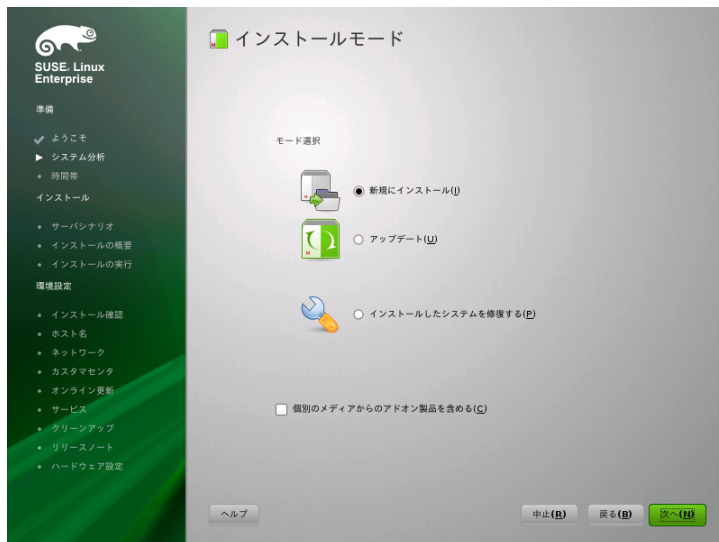 SUSE. Linux
Enterprise
準備
ようこそ
システム分析
時間帯
インストール
サーバシナリオ
インストールの概要
インストールの実行
環境設定
インストール確認
ホスト名
ネットワーク
カスタマセンタ
オンライン更新
サービス
クリーンアップ
リリースノート
ハードウェア設定
インストールモード
モード選択
新規にインストール(I)
アップデート(U)
インストールしたシステムを修復する(P)
個別のメディアからのアドオン製品を含める(C)
ヘルプ
中止(R)
戻る(B)
次へ(N)